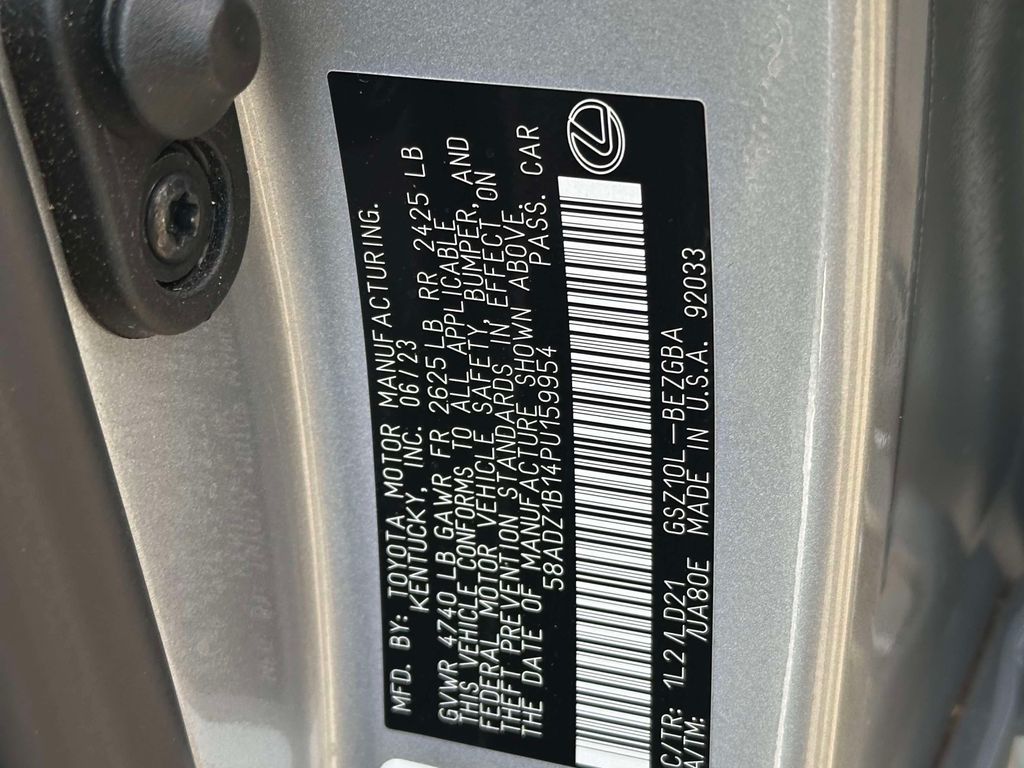 MFD. BY: TOYOTA MOTOR MANUFACTURING.
KENTUCKY, INC. 06/23
GVWR 4740 LB GAWR FR 2625 LB RR 2425 LB
THIS VEHICLE CONFORMS TO ALL APPLICABLE
FEDERAL MOTOR VEHICLE SAFETY, BUMPER, AND
THEFT PREVENTION STANDARDS IN EFFECT ON
THE DATE OF MANUFACTURE SHOWN ABOVE.
58ADZ1B14PU159954 PASS. CAR
C/TR: 1L2/LD21 GSZ10L-BEZGBA
A/TM: /UA80E MADE IN U.S.A. 92033